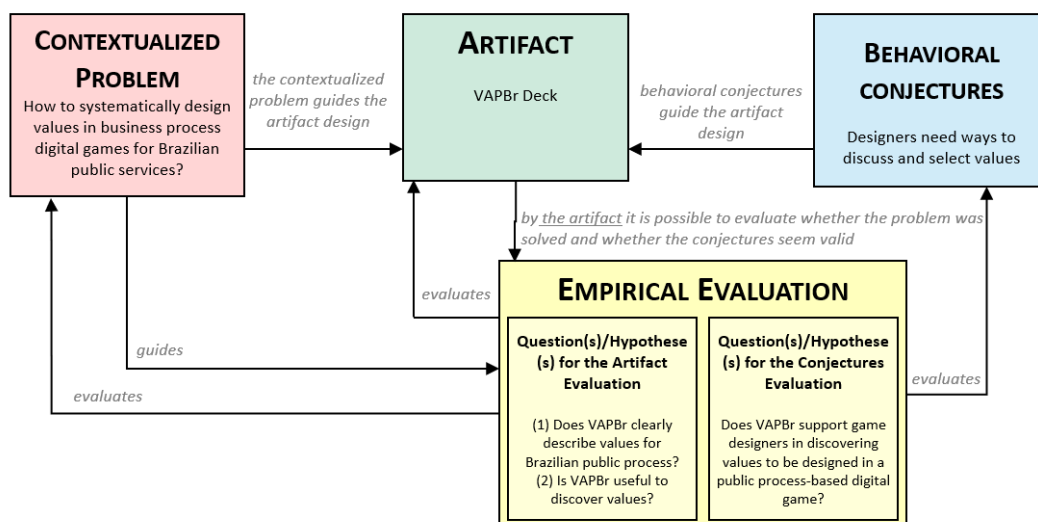 CONTEXTUALIZED
PROBLEM
How to systematically design
values in business process
digital games for Brazilian
public services?
the contextualized
problem guides the
artifact design
ARTIFACT
VAPBr Deck
behavioral conjectures
guide the artifact
design
BEHAVIORAL
CONJECTURES
Designers need ways to
discuss and select values
by the artifact it is possible to evaluate whether the problem was
solved and whether the conjectures seem valid
evaluates
guides
evaluates
EMPIRICAL EVALUATION
Question(s)/Hypothese
(s) for the Artifact
Evaluation
(1) Does VAPBr clearly
describe values for
Brazilian public process?
(2) Is VAPBr useful to
discover values?
Question(s)/Hypothese
(s) for the Conjectures
Evaluation
Does VAPBr support game
designers in discovering
values to be designed in a
public process-based digital
game?
evaluates